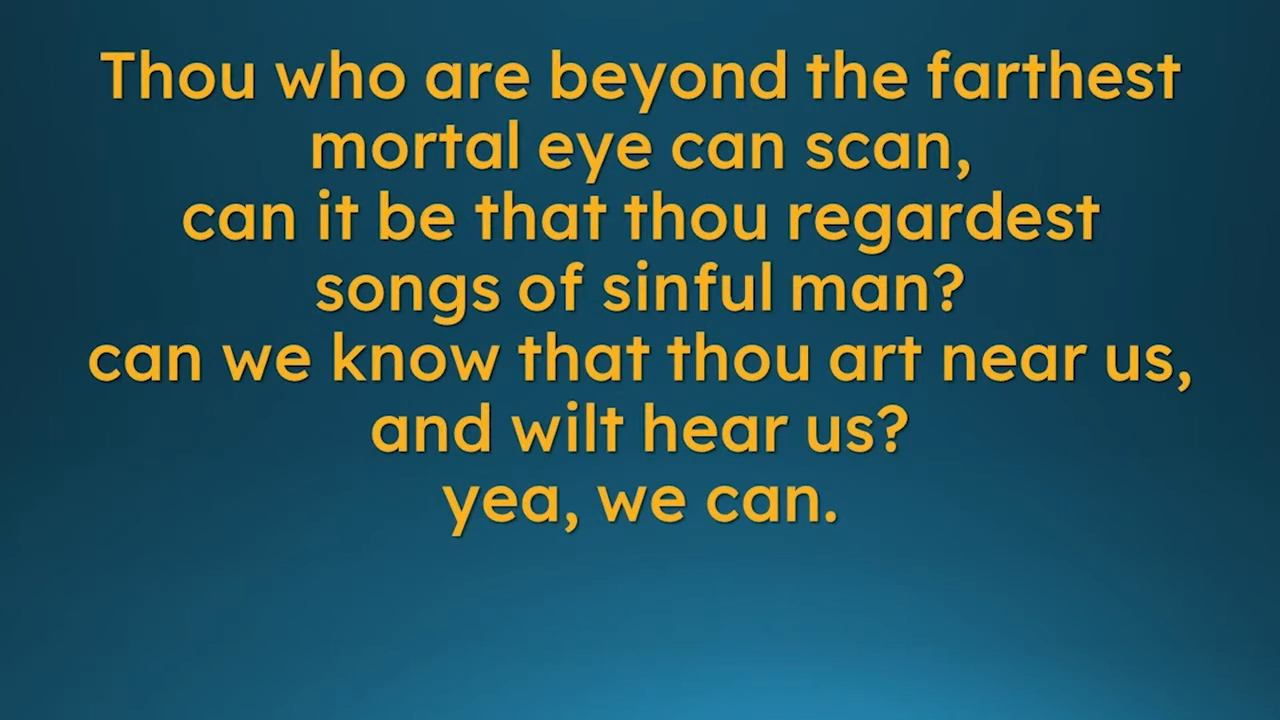 Thou who are beyond the farthest
mortal eye can scan,
can it be that thou regardest
songs of sinful man?
can we know that thou art near us,
and wilt hear us?
yea, we can.